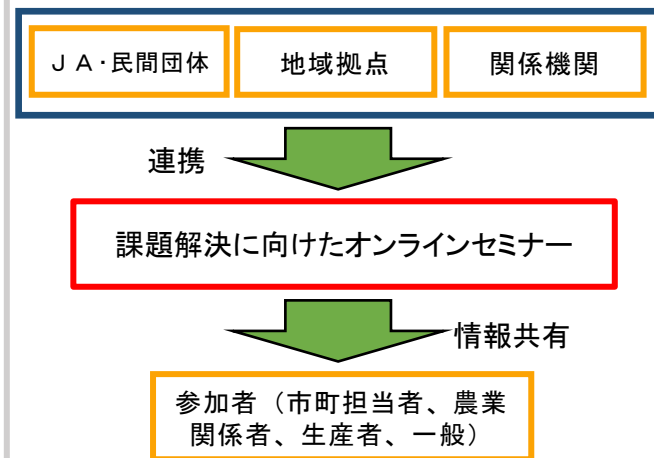 ＪＡ・民間団体
地域拠点
関係機関
連携
課題解決に向けたオンラインセミナー
情報共有
参加者（市町担当者、農業
関係者、生産者、一般）